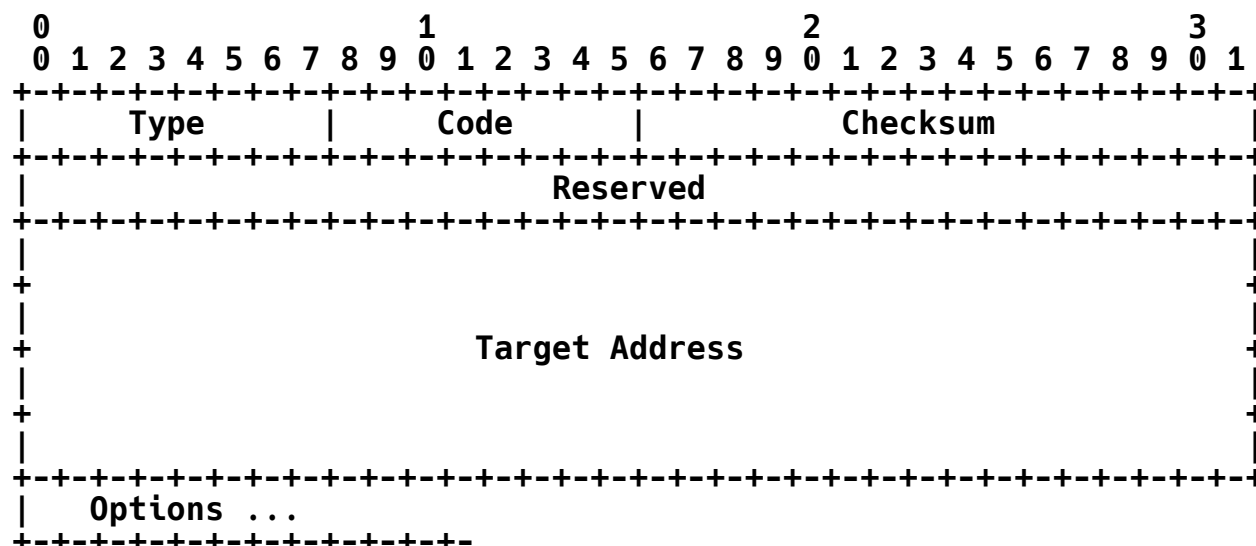 0                   1                   2                   3
 0 1 2 3 4 5 6 7 8 9 0 1 2 3 4 5 6 7 8 9 0 1 2 3 4 5 6 7 8 9 0 1
+-+-+-+-+-+-+-+-+-+-+-+-+-+-+-+-+-+-+-+-+-+-+-+-+-+-+-+-+-+-+-+-+
|     Type      |     Code      |          Checksum             |
+-+-+-+-+-+-+-+-+-+-+-+-+-+-+-+-+-+-+-+-+-+-+-+-+-+-+-+-+-+-+-+-+
|                           Reserved                            |
+-+-+-+-+-+-+-+-+-+-+-+-+-+-+-+-+-+-+-+-+-+-+-+-+-+-+-+-+-+-+-+-+
|                                                               |
+                                                               +
|                                                               |
+                       Target Address                          +
|                                                               |
+                                                               +
|                                                               |
+-+-+-+-+-+-+-+-+-+-+-+-+-+-+-+-+-+-+-+-+-+-+-+-+-+-+-+-+-+-+-+-+
|   Options ...
+-+-+-+-+-+-+-+-+-+-+-+-